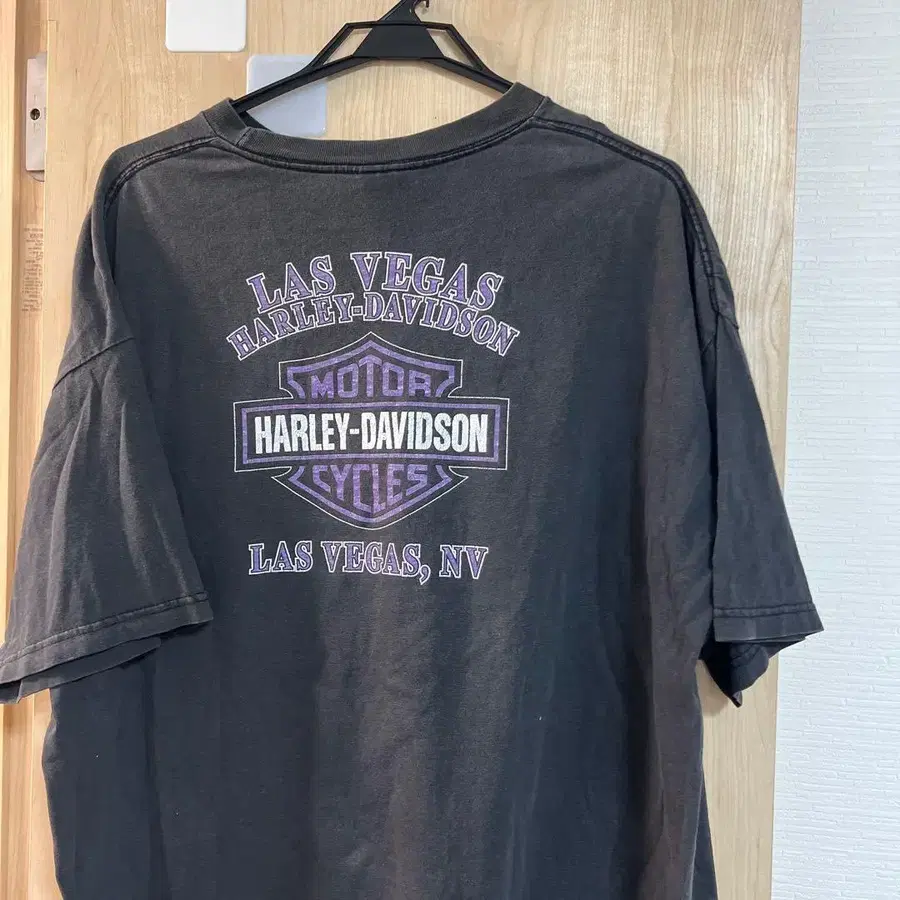 LAS VEGAS
HARLEY-DAVIDSON
MOTOR
HARLEY-DAVIDSON
CYCLES
LAS VEGAS, NV